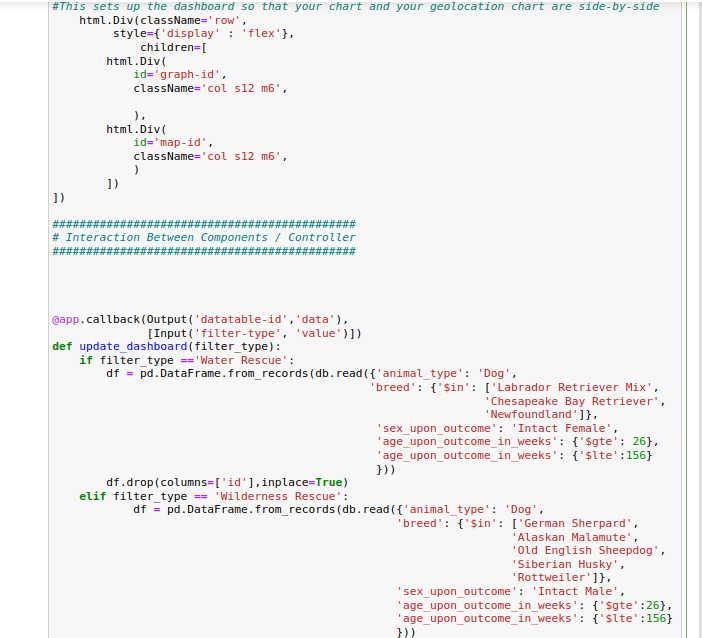 #This sets up the dashboard so that your chart and your geolocation chart are side-by-side
    html.Div(className='row',
         style={'display' : 'flex'},
             children=[
        html.Div(
            id='graph-id',
            className='col s12 m6',

            ),
        html.Div(
            id='map-id',
            className='col s12 m6',
            )
        ])
])

#############################################
# Interaction Between Components / Controller
#############################################




@app.callback(Output('datatable-id','data'),
              [Input('filter-type', 'value')])
def update_dashboard(filter_type):
    if filter_type =='Water Rescue':
        df = pd.DataFrame.from_records(db.read({'animal_type': 'Dog',
                                               'breed': {'$in': ['Labrador Retriever Mix',
                                                                'Chesapeake Bay Retriever',
                                                                'Newfoundland']},
                                                'sex_upon_outcome': 'Intact Female',
                                                'age_upon_outcome_in_weeks': {'$gte': 26},
                                                'age_upon_outcome_in_weeks': {'$lte':156}
                                                }))
        df.drop(columns=['id'],inplace=True)
    elif filter_type == 'Wilderness Rescue':
            df = pd.DataFrame.from_records(db.read({'animal_type': 'Dog',
                                                   'breed': {'$in': ['German Sherpard',
                                                                    'Alaskan Malamute',
                                                                    'Old English Sheepdog',
                                                                    'Siberian Husky',
                                                                    'Rottweiler']},
                                                   'sex_upon_outcome': 'Intact Male',
                                                   'age_upon_outcome_in_weeks': {'$gte':26},
                                                   'age_upon_outcome_in_weeks': {'$lte':156}
                                                   }))